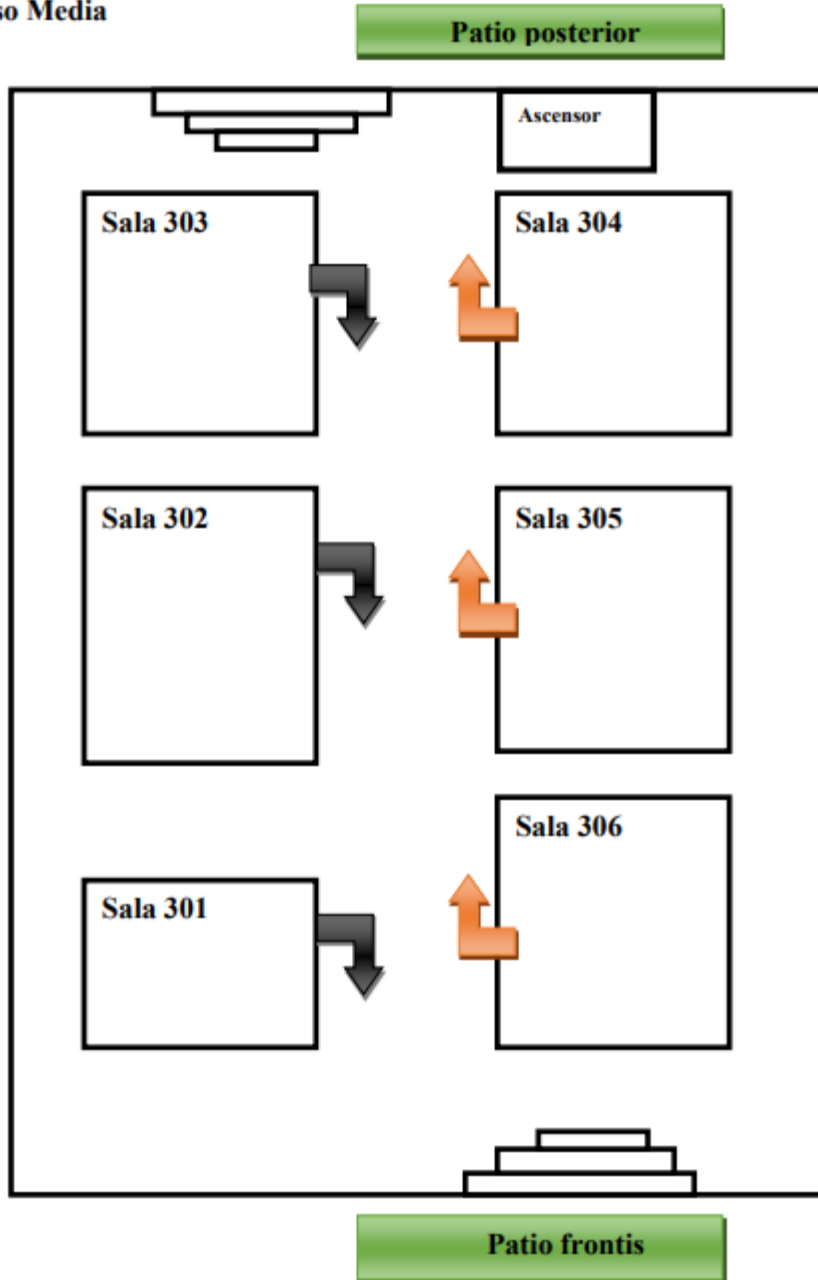 so Media
Patio posterior
Ascensor
Sala 303
Sala 304
Sala 302
Sala 305
Sala 306
Sala 301
Patio frontis